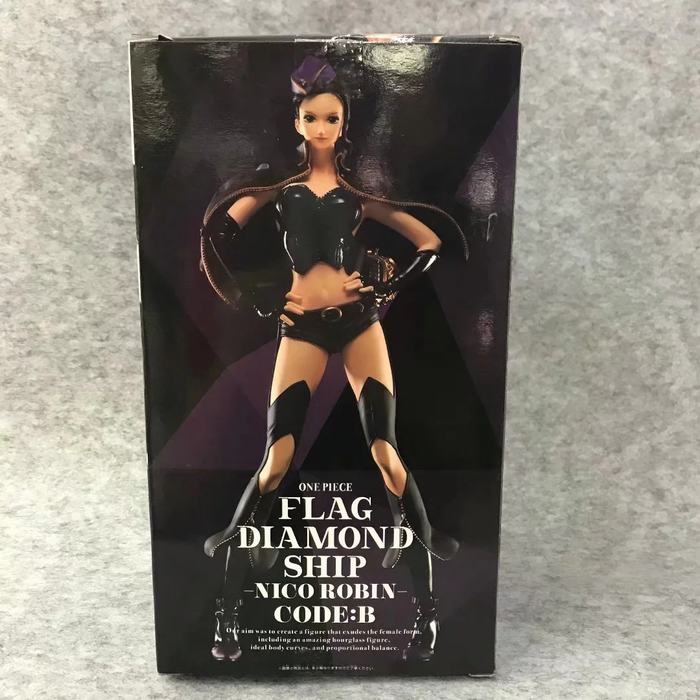 ONE PIECE
FLAG
DIAMOND
SHIP
-NICO ROBIN-
CODE:B
Our aim was to create a figure that exudes the female form,
including an amazing hourglass figure,
ideal body curves, and proportional balance.